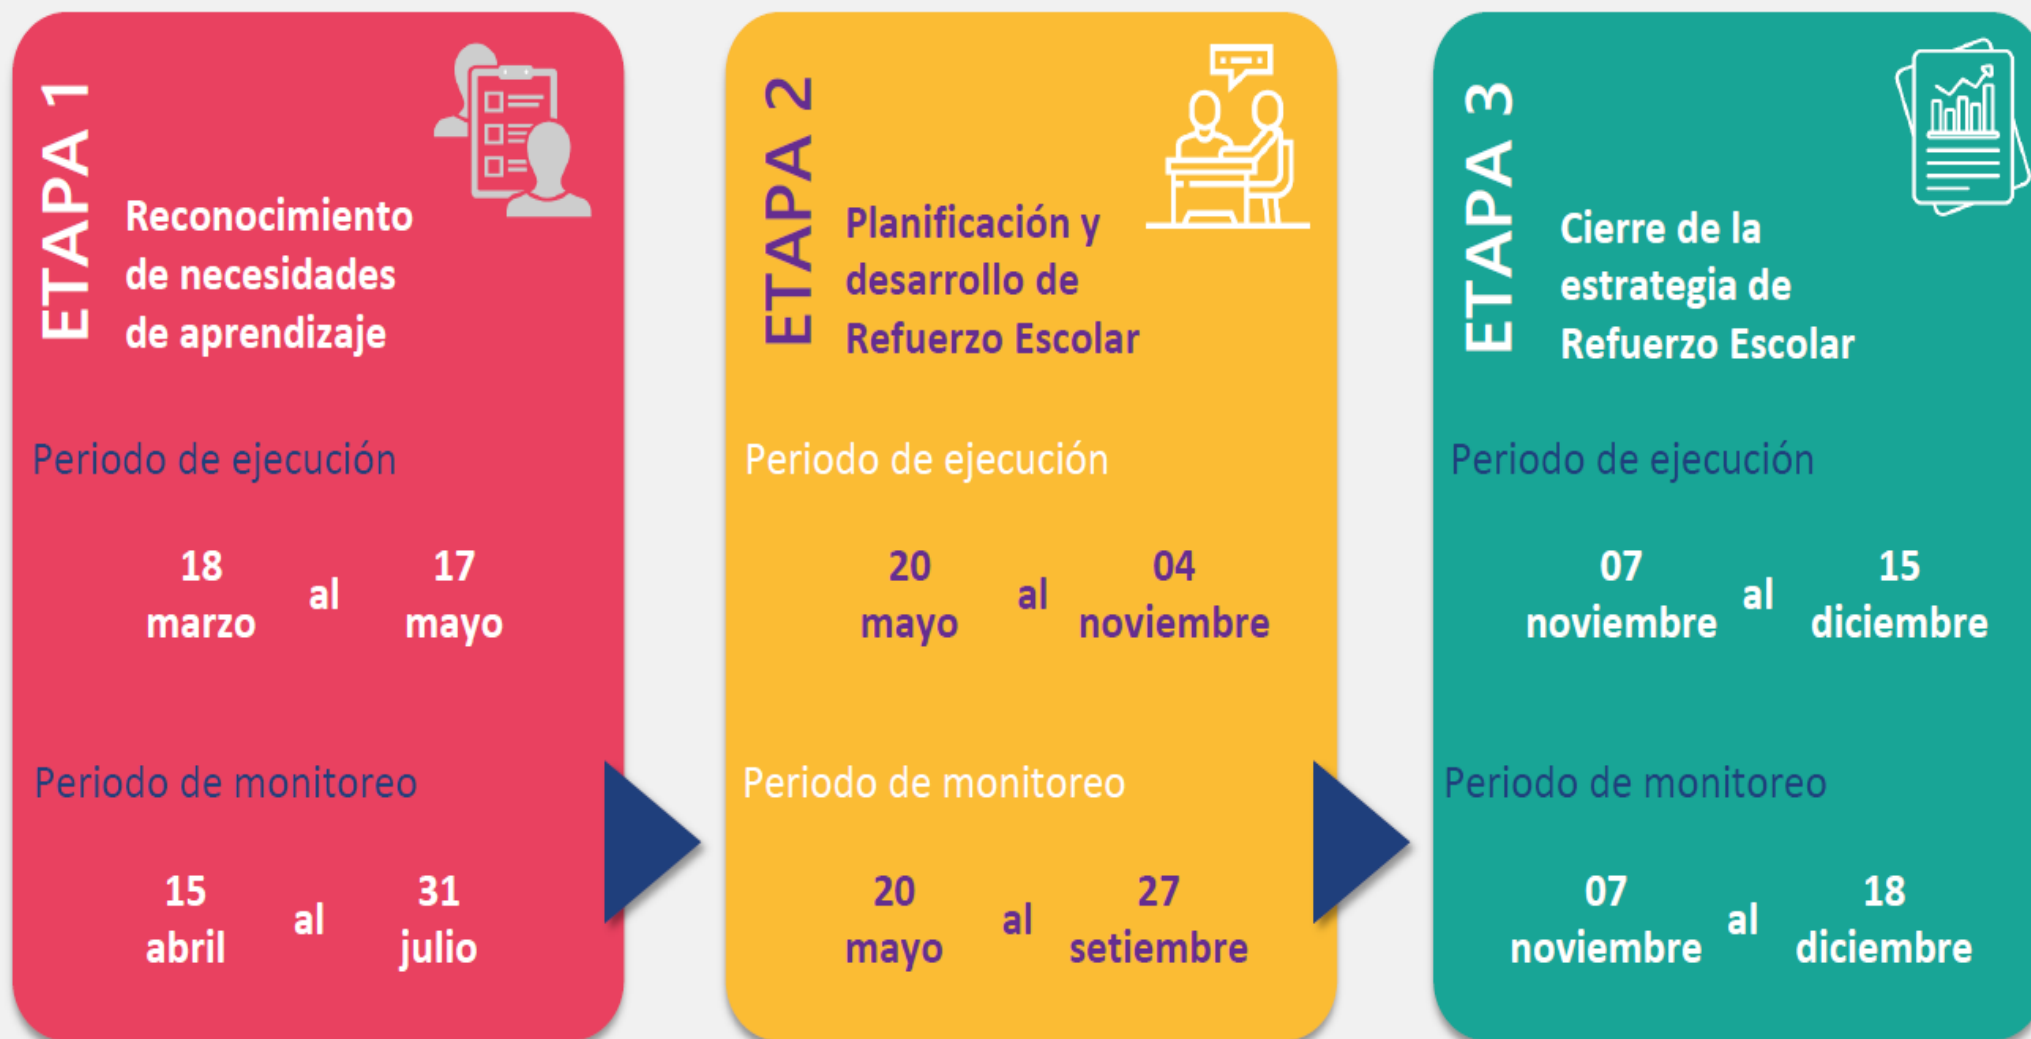 ETAPA 1
Reconocimiento
de necesidades
de aprendizaje
Periodo de ejecución
18 al 17
marzo mayo
Periodo de monitoreo
15 al 31
abril julio
ETAPA 2
Planificación y
desarrollo de
Refuerzo Escolar
Periodo de ejecución
20 al 04
mayo noviembre
Periodo de monitoreo
20 al 27
mayo setiembre
ETAPA 3
Cierre de la
estrategia de
Refuerzo Escolar
Periodo de ejecución
07 al 15
noviembre diciembre
Periodo de monitoreo
07 al 18
noviembre diciembre